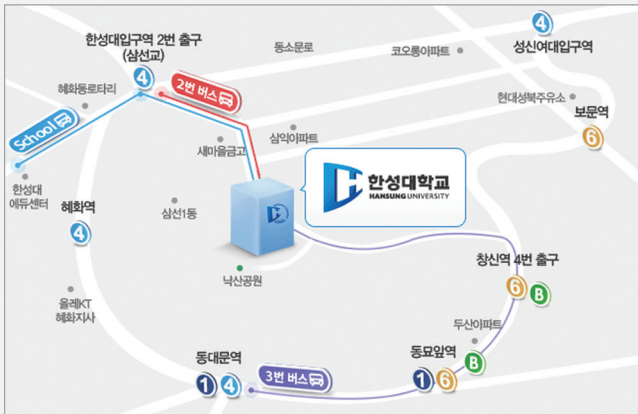 4
성신여대입구역
한성대입구역 2번 출구
(삼선교)
4
동소문로
코오롱아파트
혜화동로타리
2번 버스
현대성북주유소
보문역
6
School
새마을금고
삼익아파트
한성대
에듀센터
한성대학교
HANSUNG UNIVERSITY
혜화역
4
삼선1동
낙산공원
창신역 4번 출구
6
B
올레KT
혜화지사
두산아파트
동대문역
1
4
3번 버스
동묘앞역
1
6
B